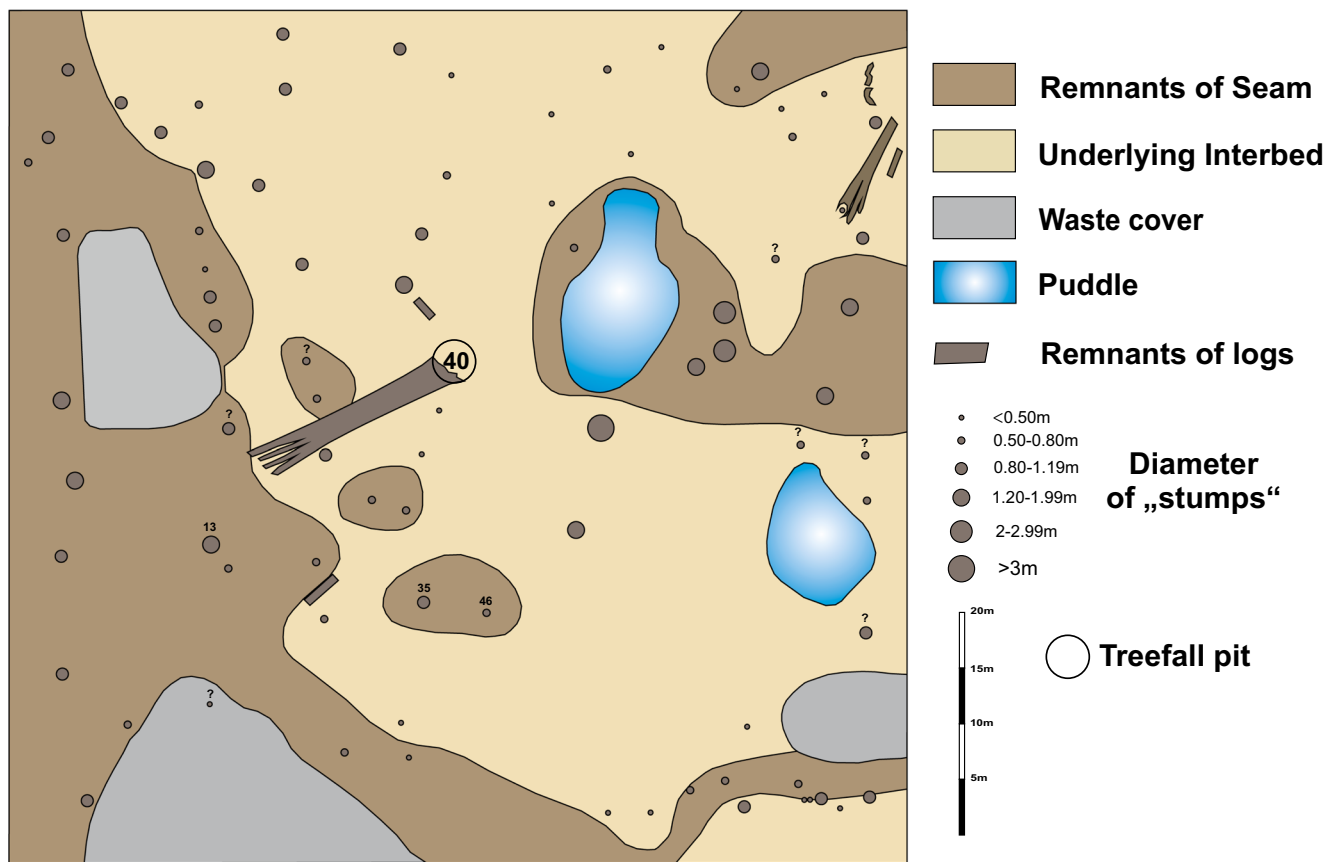 Remnants of Seam
Underlying Interbed
Waste cover
Puddle
Remnants of logs
<0.50m
0.50-0.80m
0.80-1.19m
1.20-1.99m
2-2.99m
>3m
Diameter
of „stumps“
20m
15m
10m
5m
Treefall pit
?
?
40
?
?
?
?
13
35
46
?
?